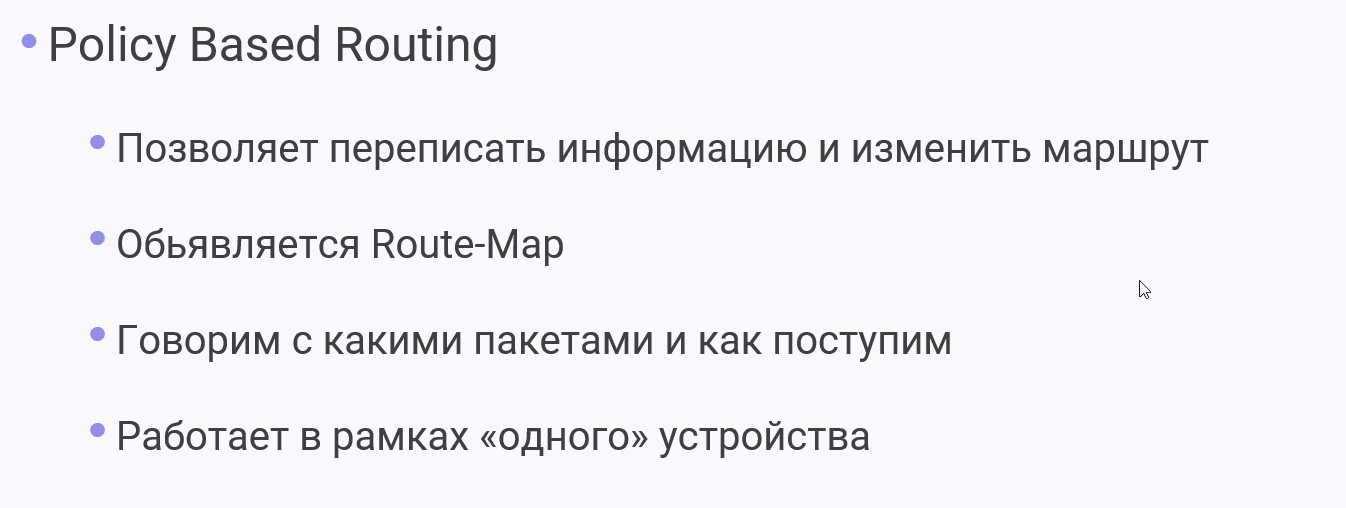 Policy Based Routing
Позволяет переписать информацию и изменить маршрут
Обьявляется Route-Map
Говорим с какими пакетами и как поступим
Работает в рамках «одного» устройства